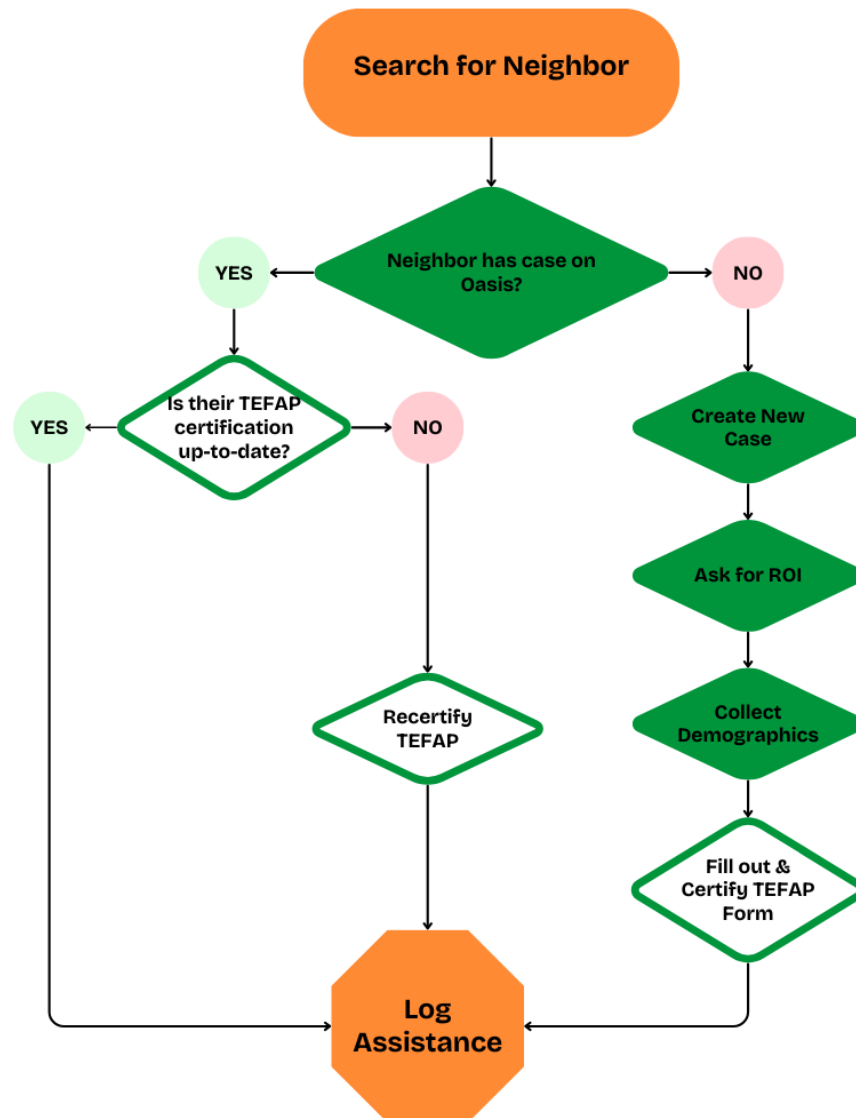 Search for Neighbor
Neighbor has case on
Oasis?
YES
NO
Is their TEFAP
certification
up-to-date?
YES
NO
Create New
Case
Ask for ROI
Recertify
TEFAP
Collect
Demographics
Fill out &
Certify TEFAP
Form
Log
Assistance